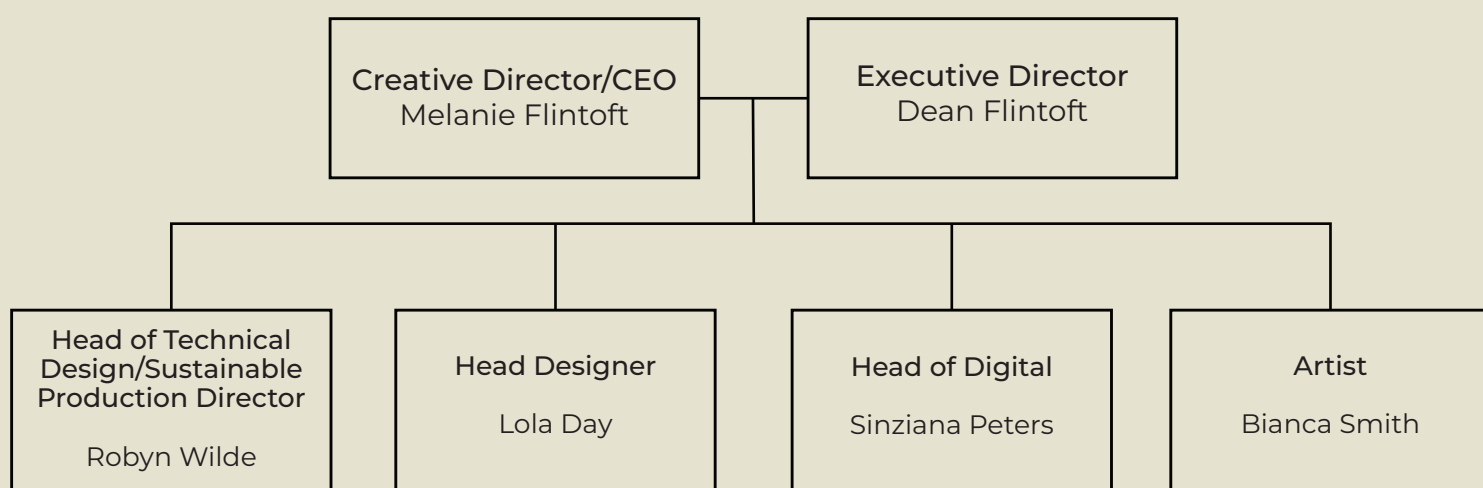 Creative Director/CEO
Melanie Flintoft
Executive Director
Dean Flintoft
Head of Technical
Design/Sustainable
Production Director
Robyn Wilde
Head Designer
Lola Day
Head of Digital
Sinziana Peters
Artist
Bianca Smith